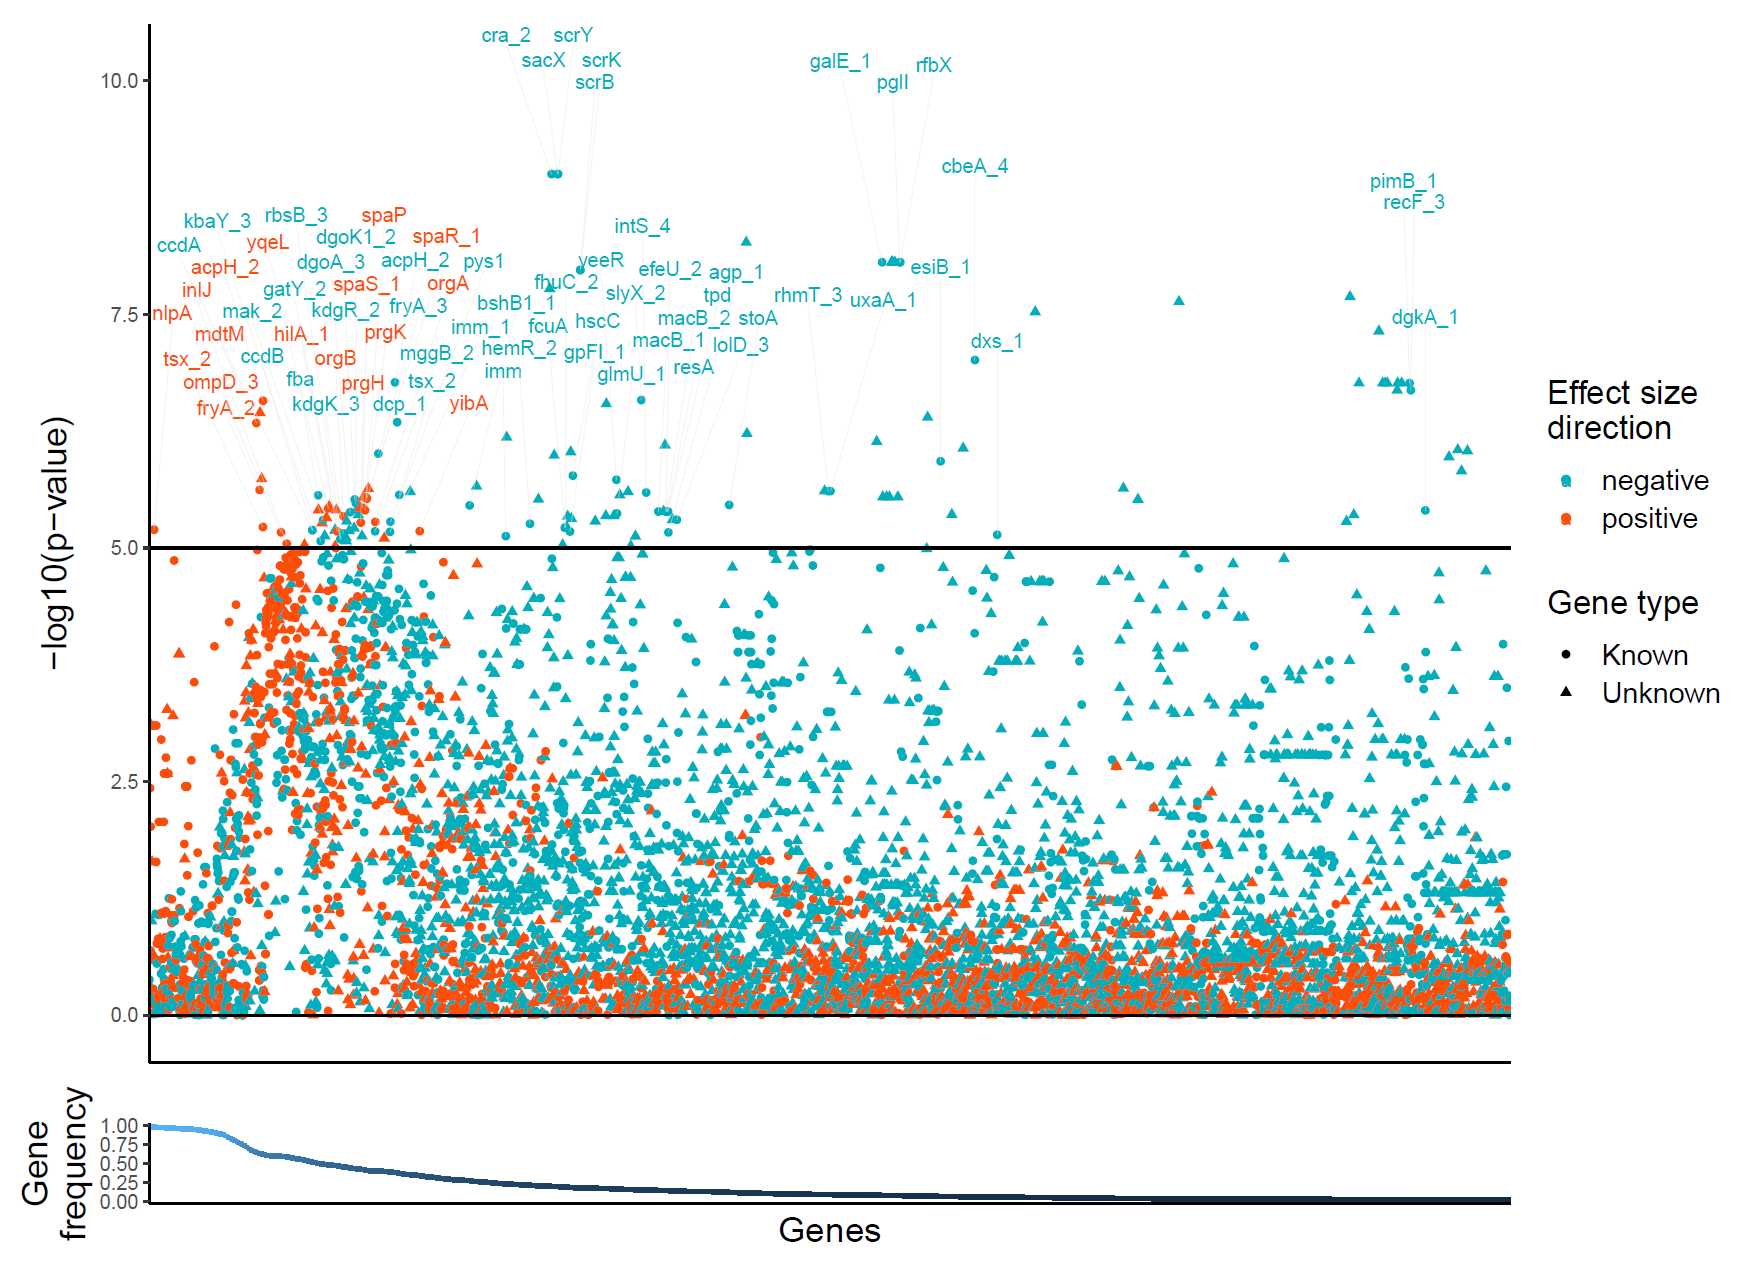 cra_2 scrY
sacX scrK
scrB
galE_1 rfbX
pglI
cbeA_4
pimB_1
recF_3
10.0
kbaY_3 rbsB_3 spaP
intS_4
ccdA yqeL dgoK1_2 spaR_1
acpH_2 dgoA_3 acpH_2 pys1 yeeR efeU_2 agp_1 esiB_1
inlJ gatY_2 spaS_1 orgA fhuC_2 slyX_2 tpd rhmT_3 uxaA_1
nlpA mak_2 kdgR_2 fryA_3 bshB1_1 hscC macB_2 stoA dgkA_1
7.5
mdtM hilA_1 prgK imm_1 fcuA macB_1 lolD_3 dxs_1
tsx_2 ccdB orgB mggB_2 hemR_2 gpFI_1 resA
ompD_3 fba prgH tsx_2 imm glmU_1
fryA_2 kdgK_3 dcp_1 yibA
5.0
2.5
0.0
−log10(p−value)
Effect size
direction
negative
positive
Gene type
Known
Unknown
Gene
frequency
1.00
0.75
0.50
0.25
0.00
Genes